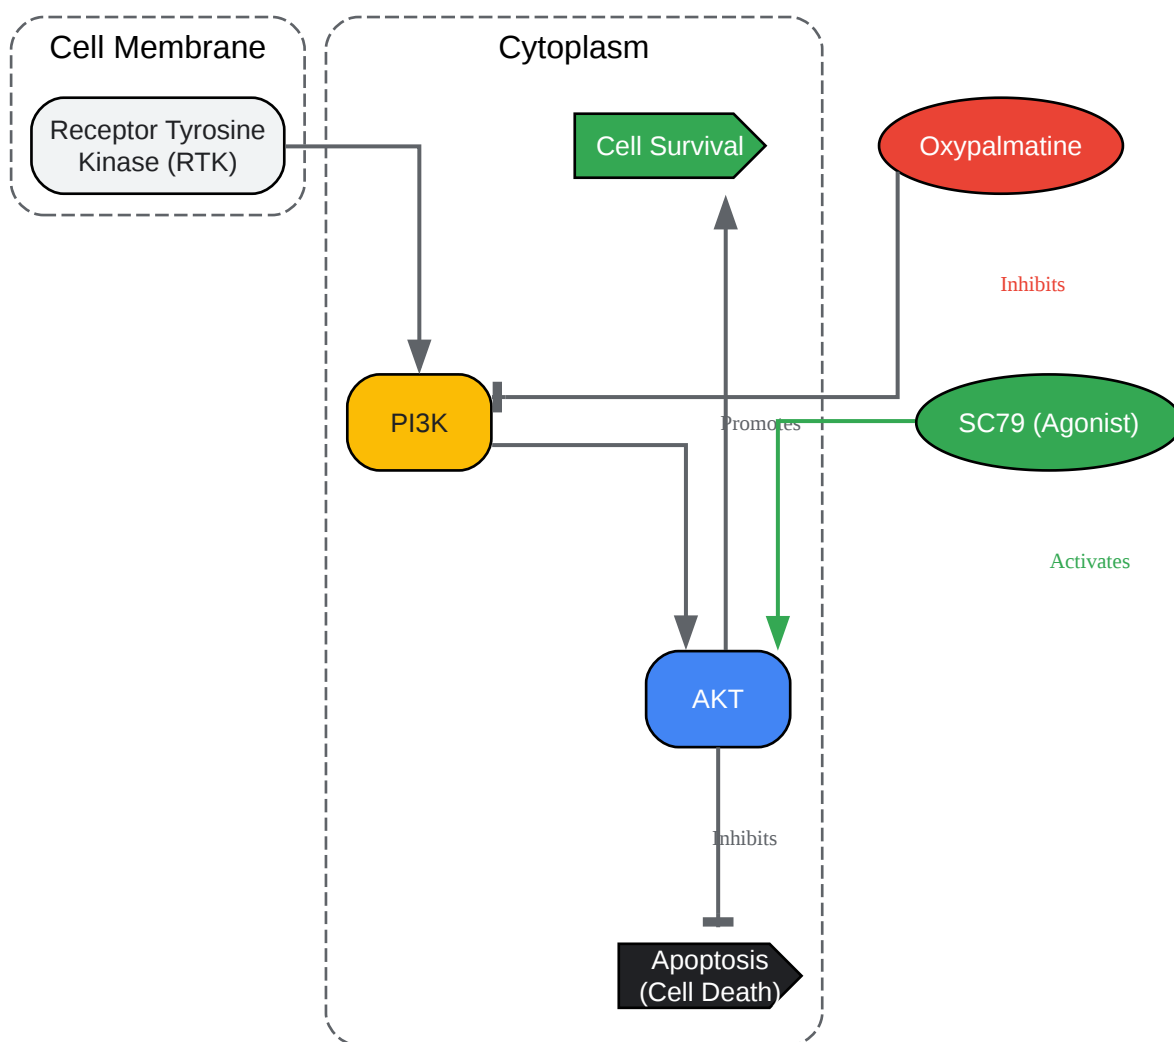 Cell Membrane
Cytoplasm
Receptor Tyrosine
Kinase (RTK)
Cell Survival
Oxypalmatine
Inhibits
PI3K
Promotes
SC79 (Agonist)
Activates
AKT
Inhibits
Apoptosis
(Cell Death)